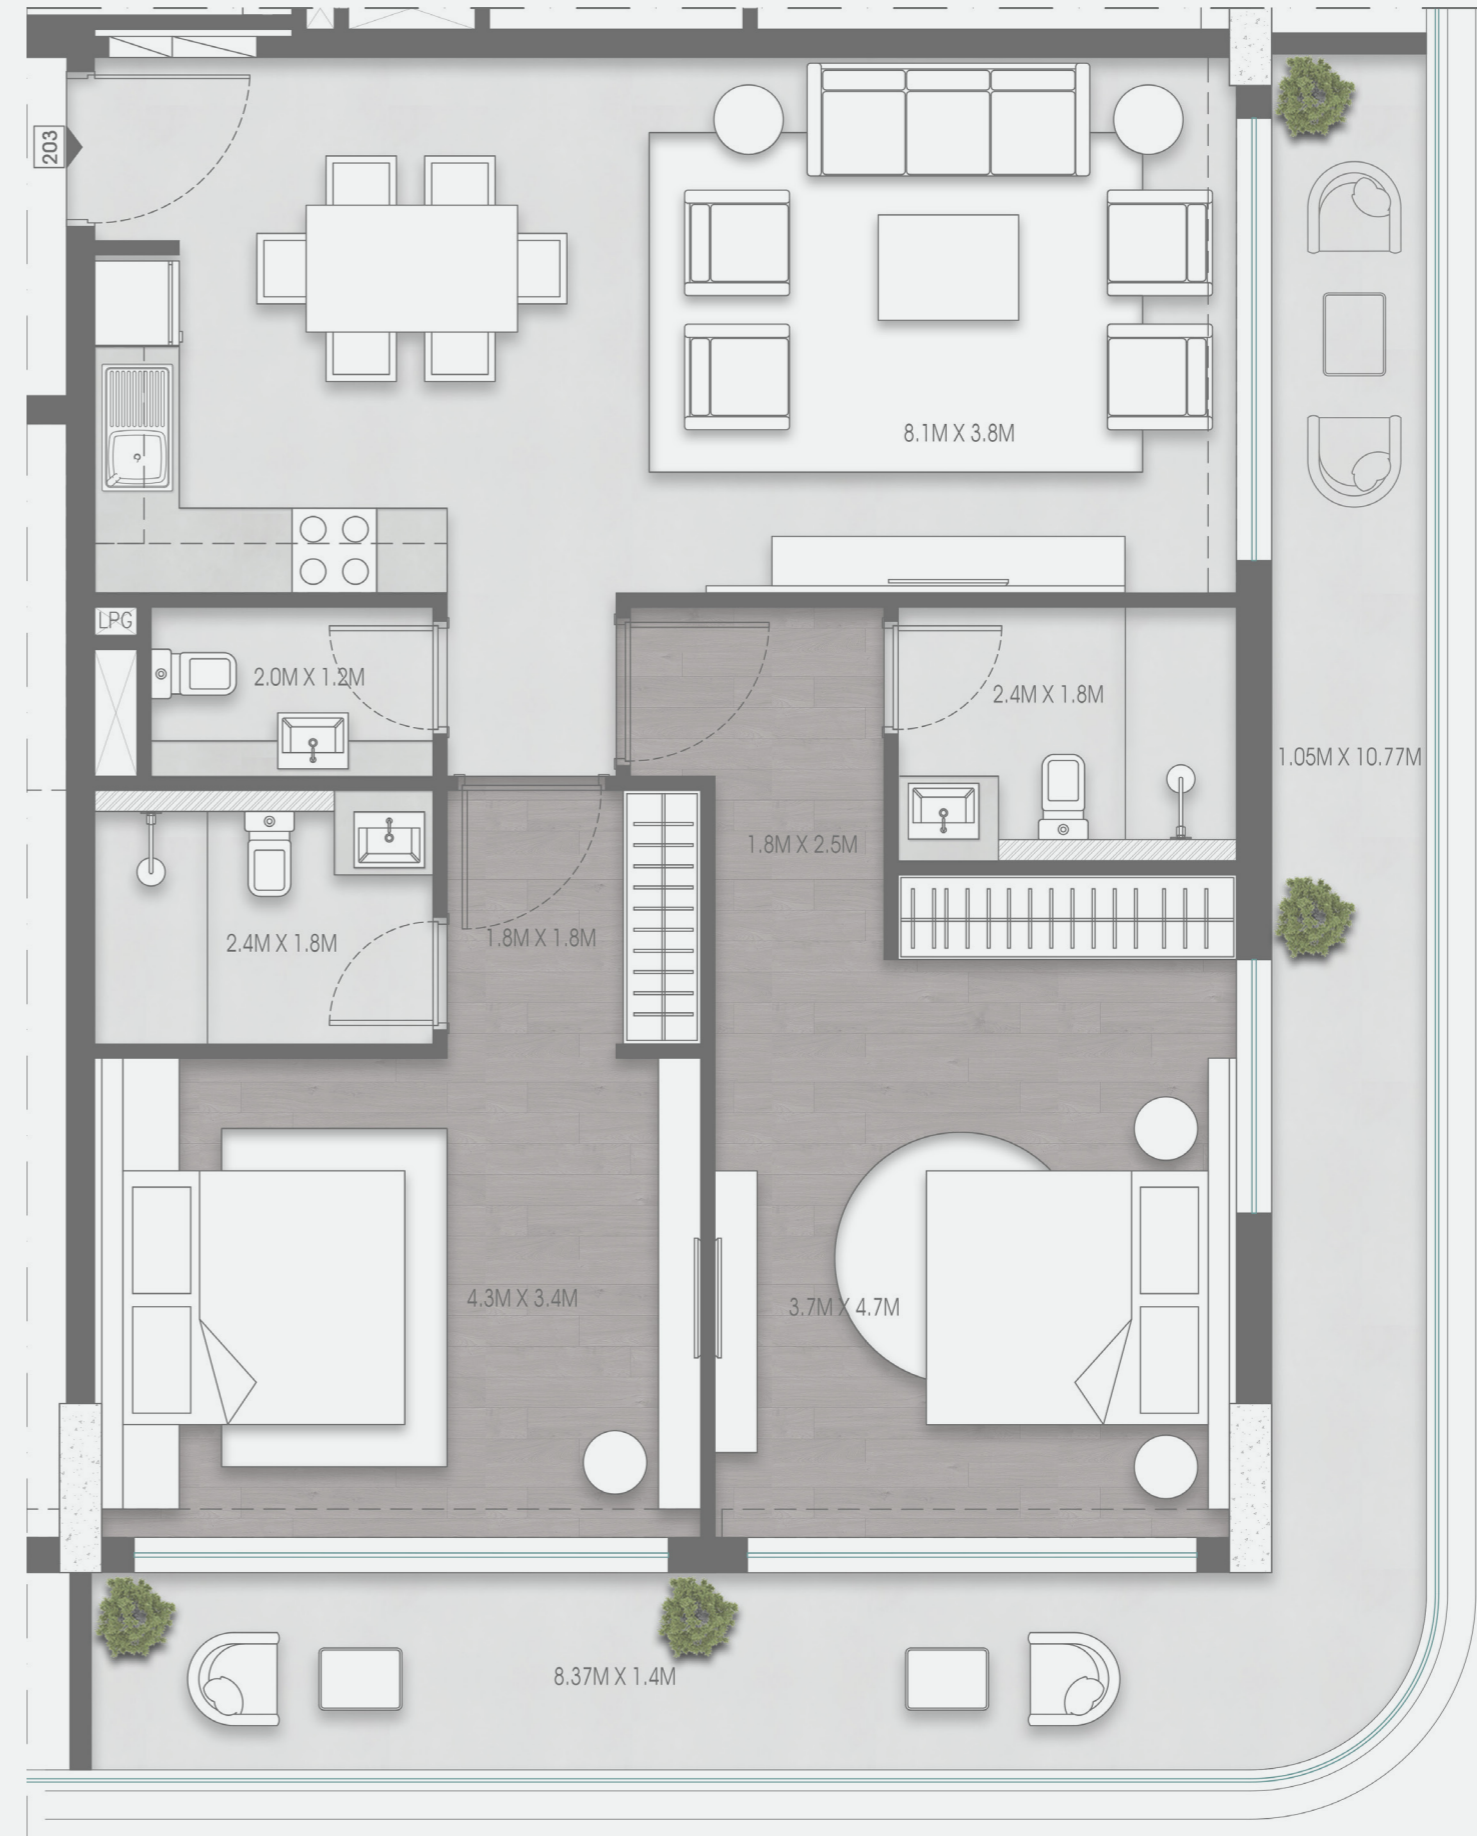 203
8.1M X 3.8M
LPG
2.0M X 1.2M
2.4M X 1.8M
1.05M X 10.77M
1.8M X 2.5M
2.4M X 1.8M
1.8M X 1.8M
4.3M X 3.4M
3.7M X 4.7M
8.37M X 1.4M